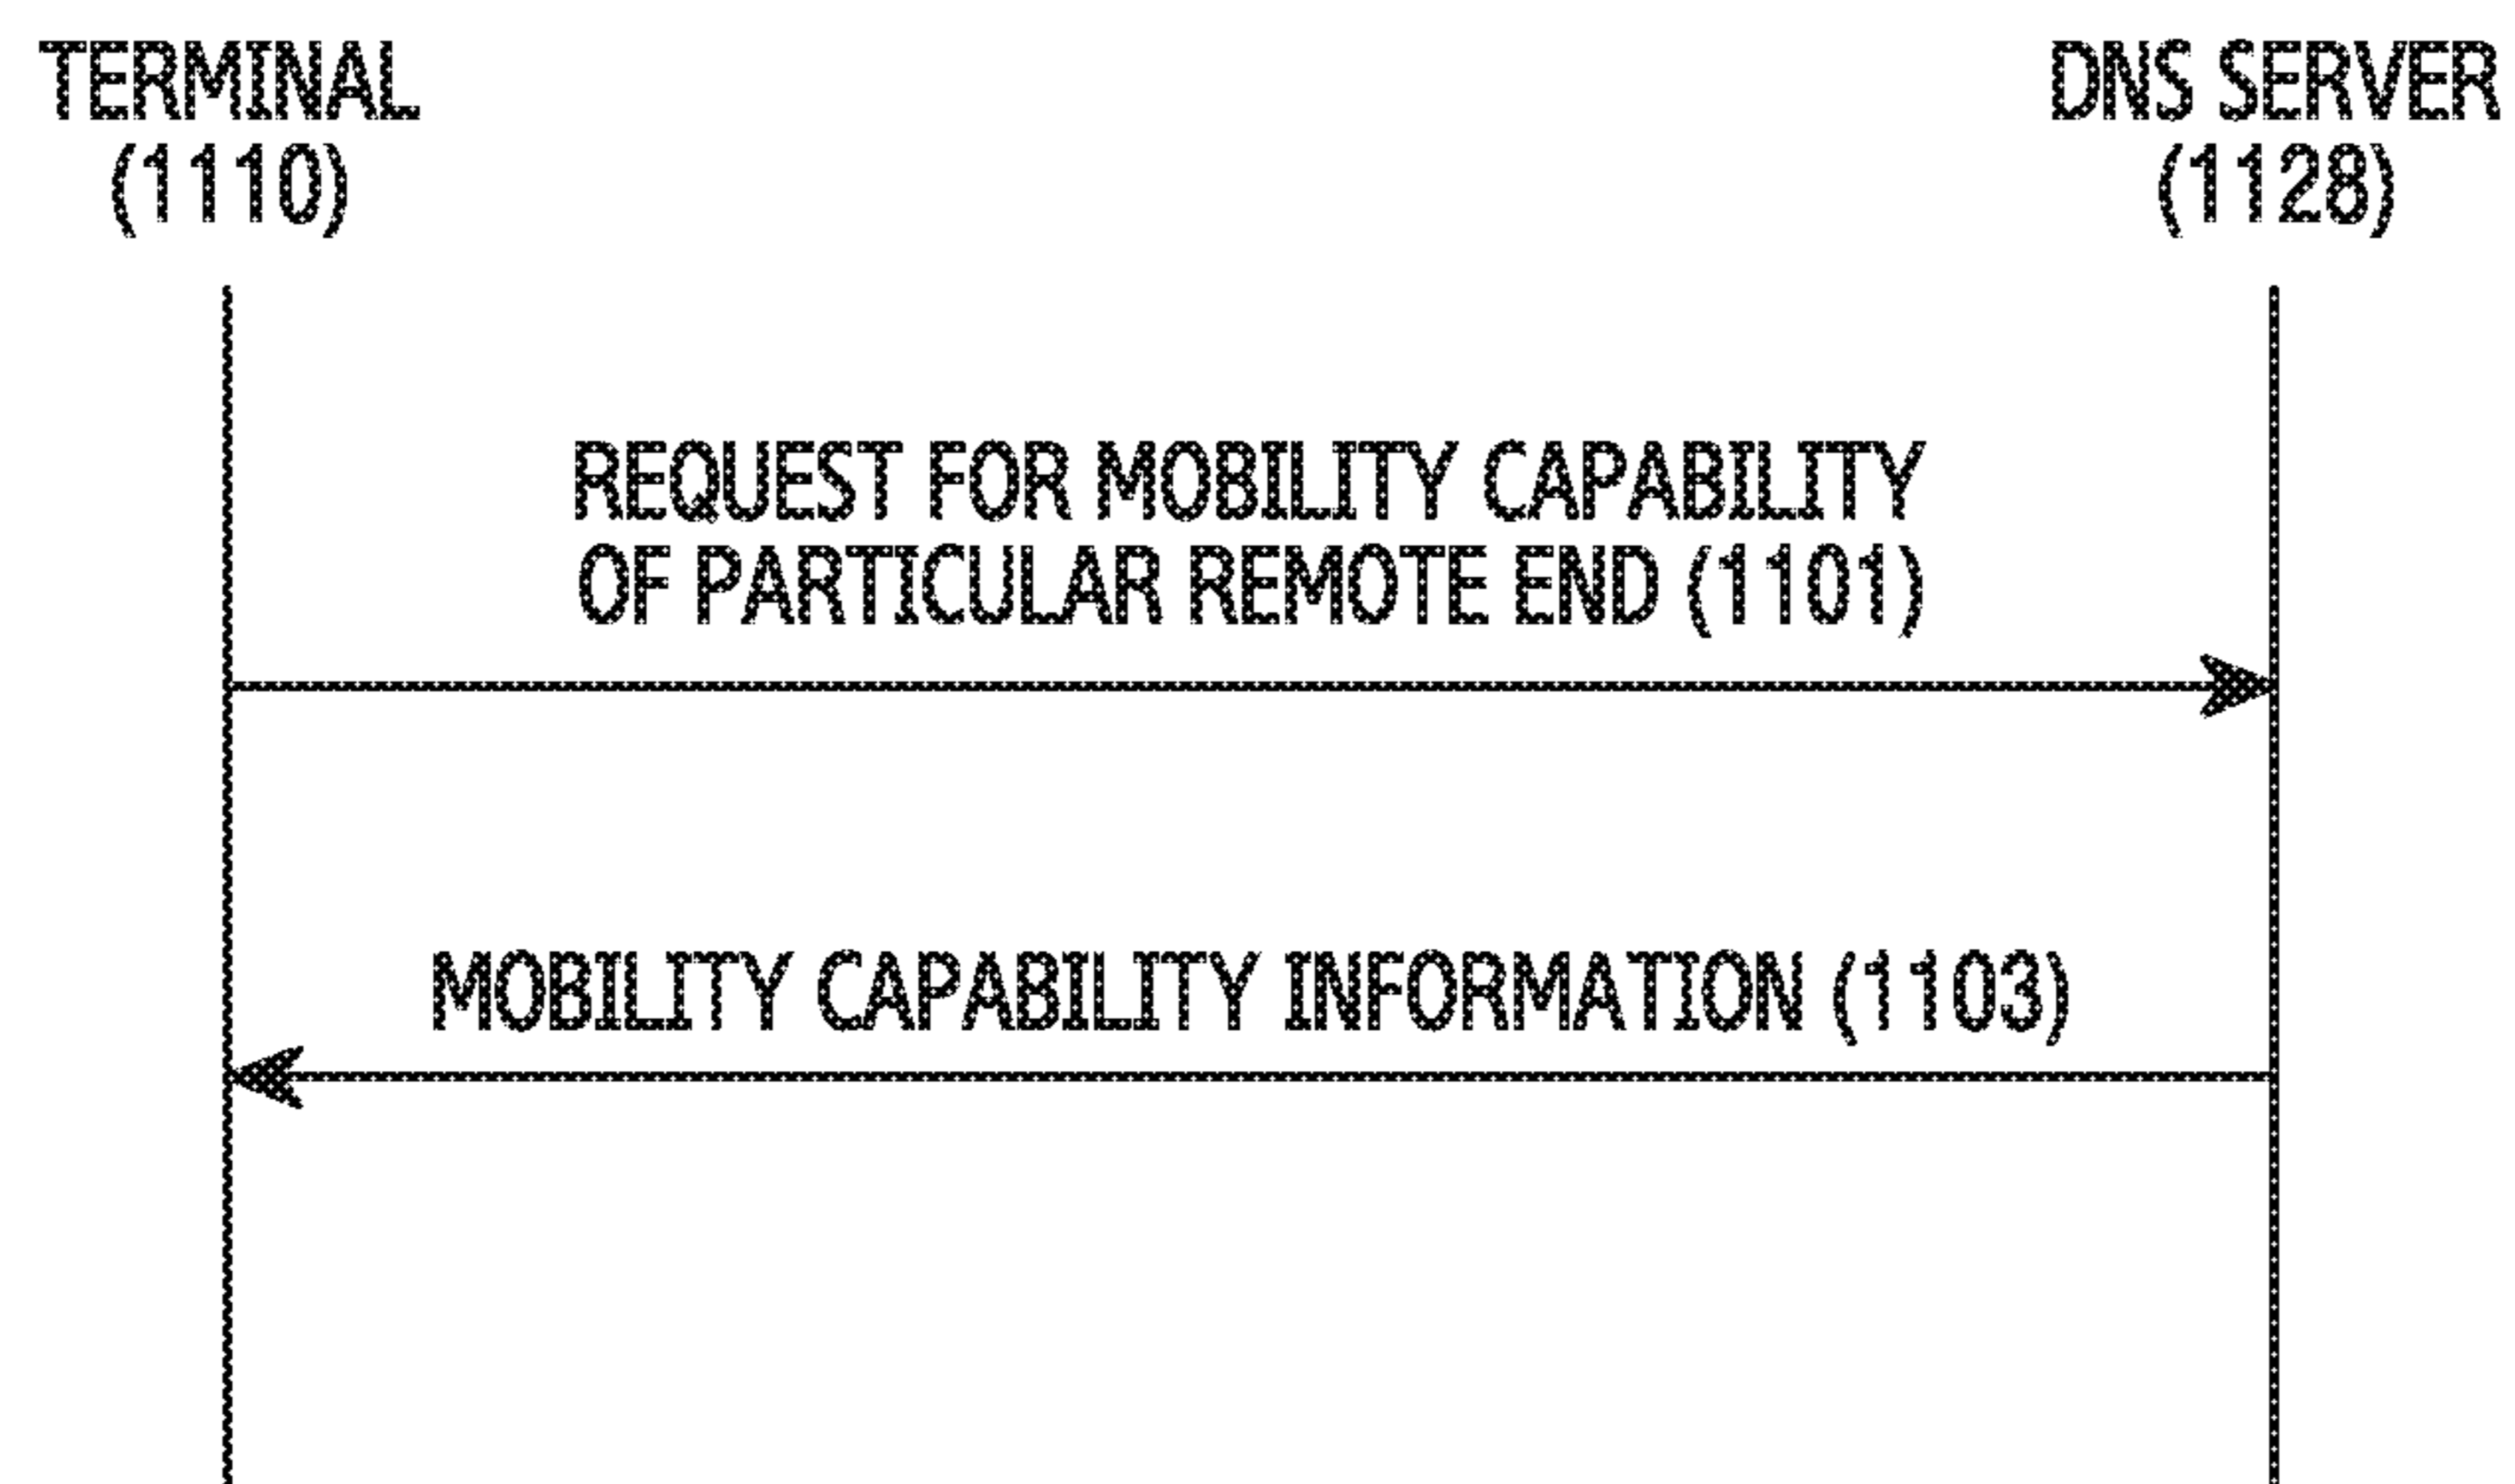 TERMINAL
(1110)
DNS SERVER
(1128)
REQUEST FOR MOBILITY CAPABILITY
OF PARTICULAR REMOTE END (1101)
MOBILITY CAPABILITY INFORMATION (1103)